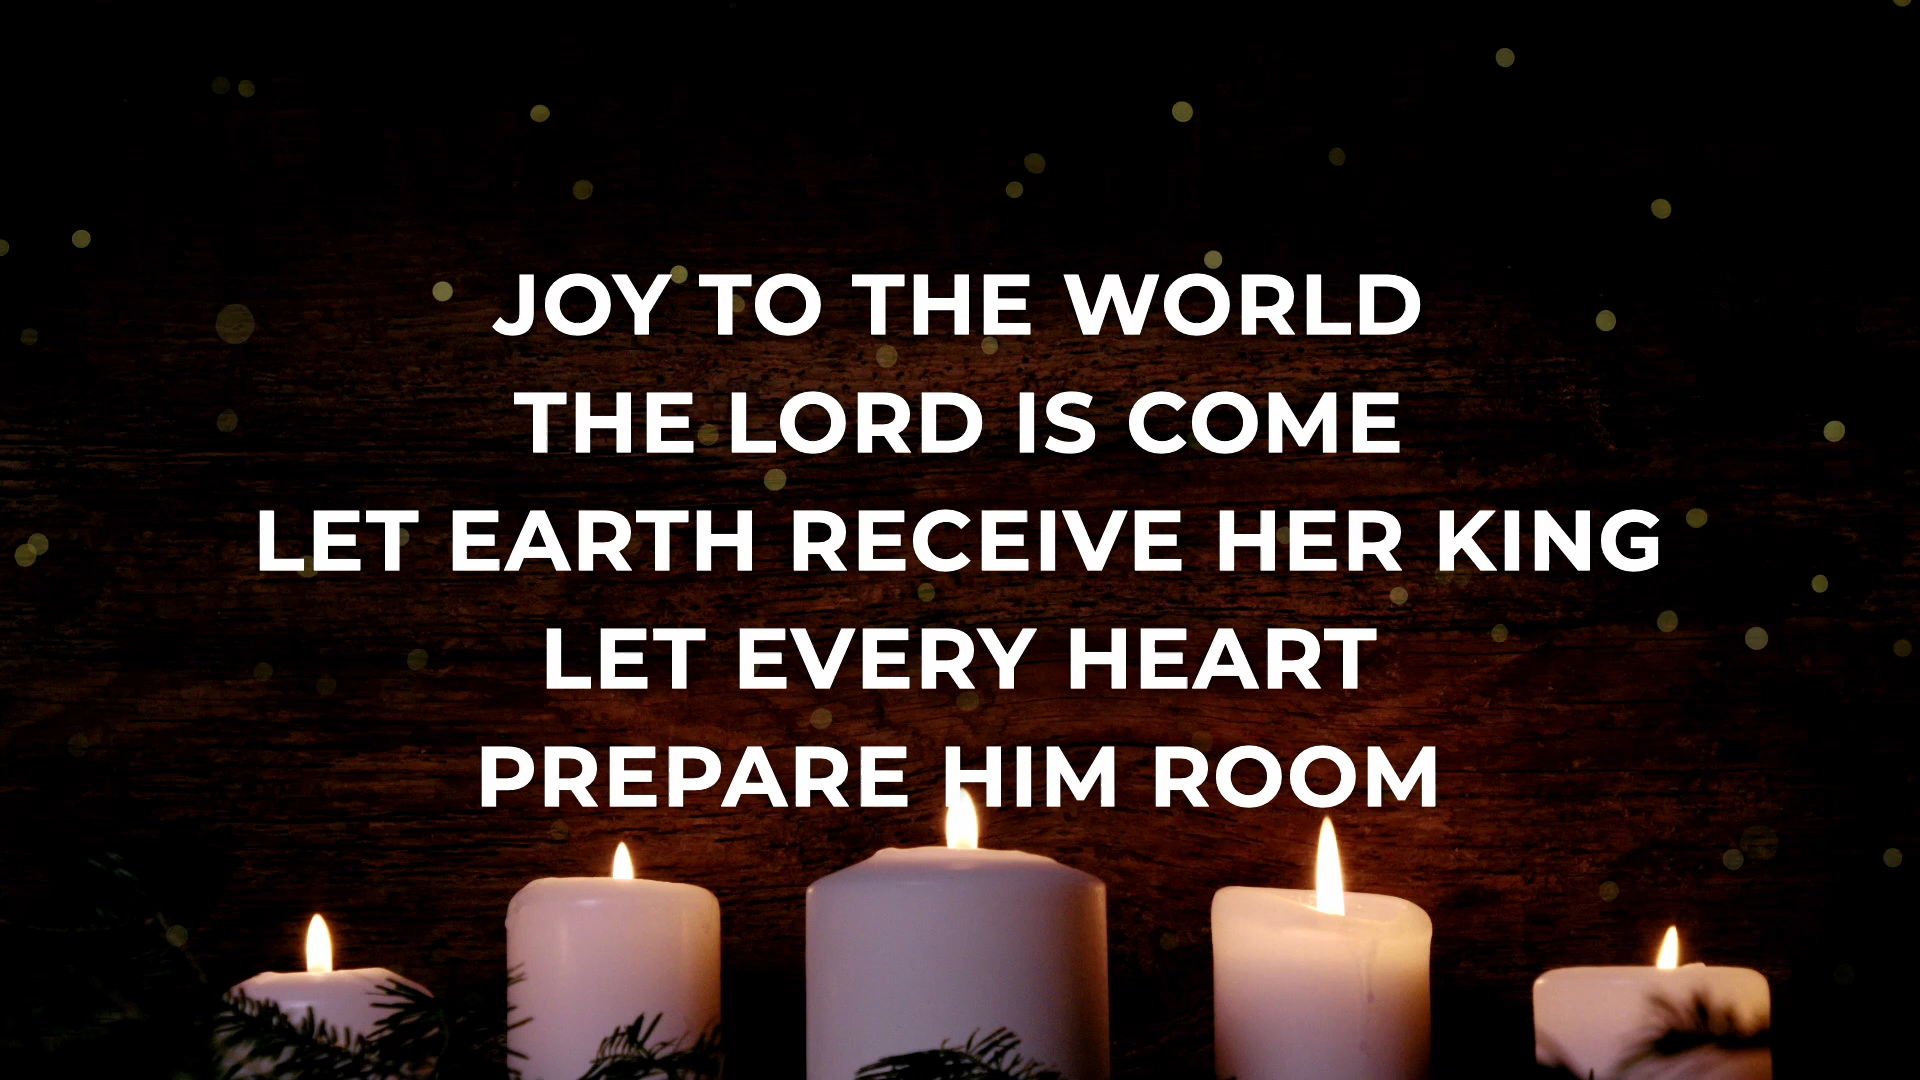 JOY TO THE WORLD
THE LORD IS COME
LET EARTH RECEIVE HER KING
LET EVERY HEART
PREPARE HIM ROOM